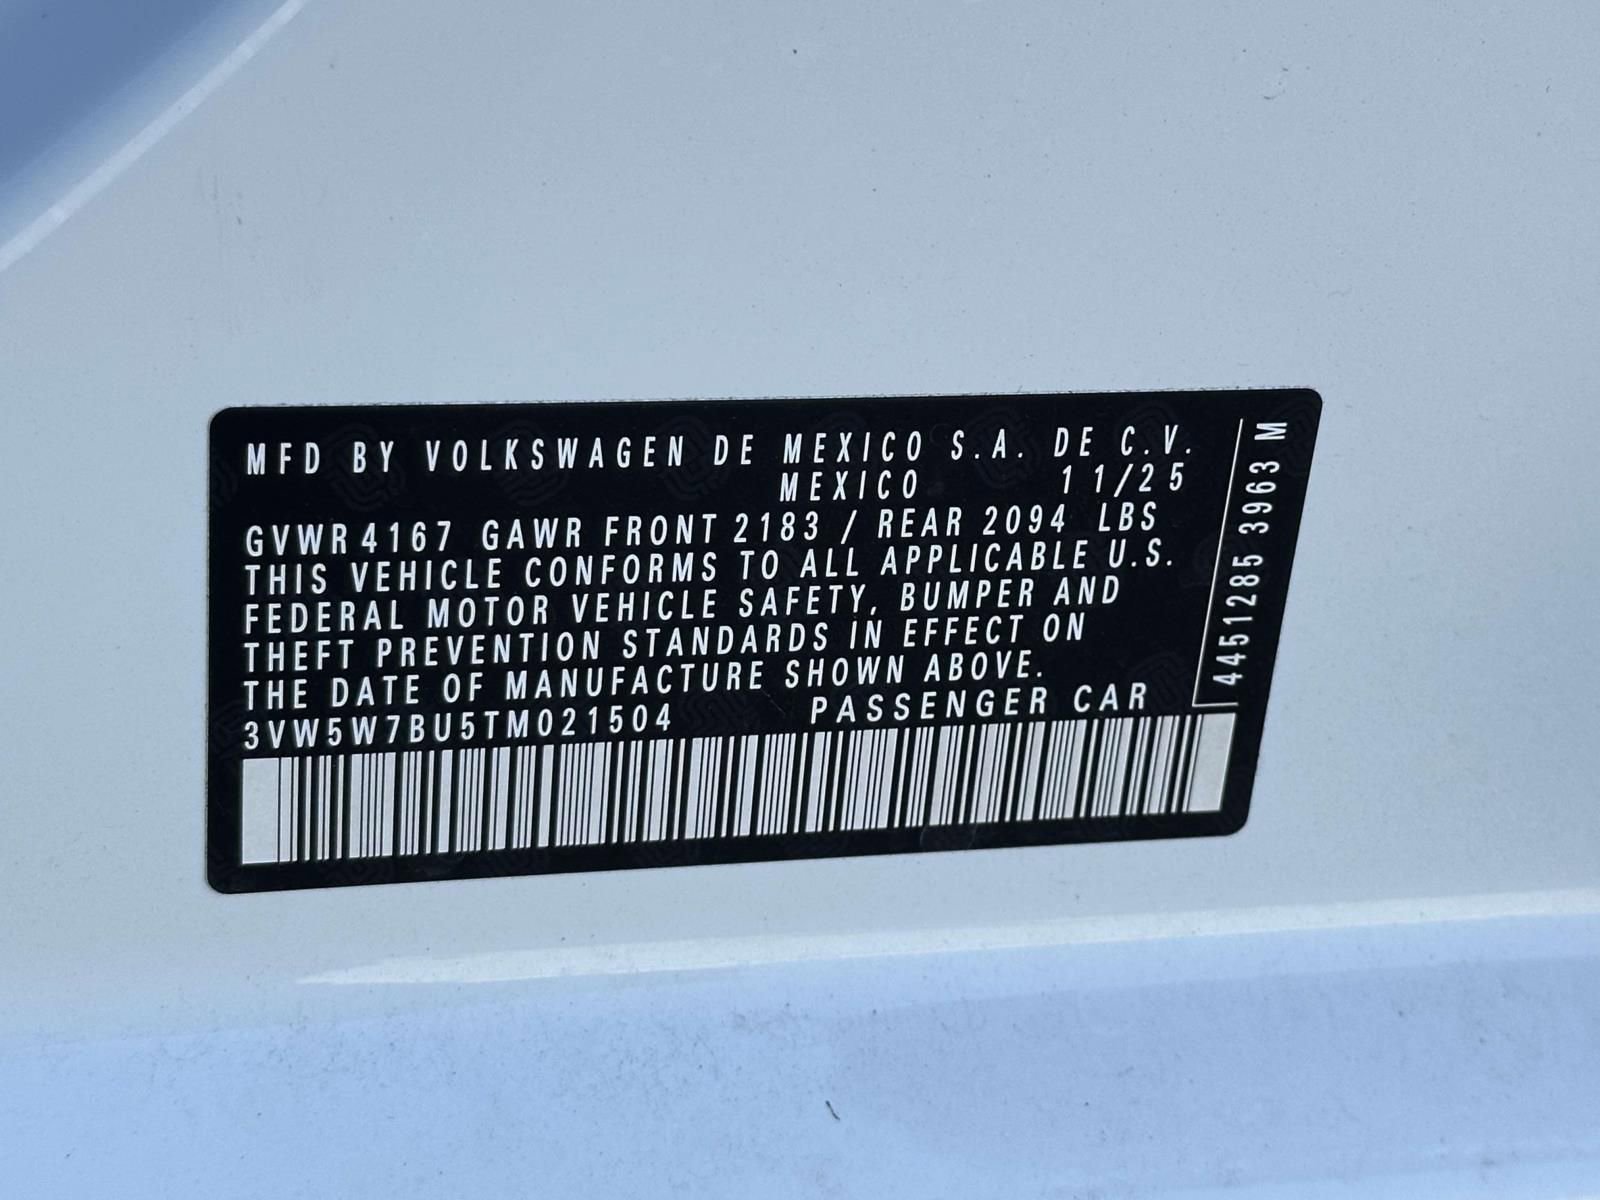 MFD BY VOLKSWAGEN DE MEXICO S.A. DE C.V.
MEXICO 11/25
GVWR 4167 GAWR FRONT 2183 / REAR 2094 LBS
THIS VEHICLE CONFORMS TO ALL APPLICABLE U.S.
FEDERAL MOTOR VEHICLE SAFETY, BUMPER AND
THEFT PREVENTION STANDARDS IN EFFECT ON
THE DATE OF MANUFACTURE SHOWN ABOVE.
3VW5W7BU5TM021504 PASSENGER CAR
44512853963 M